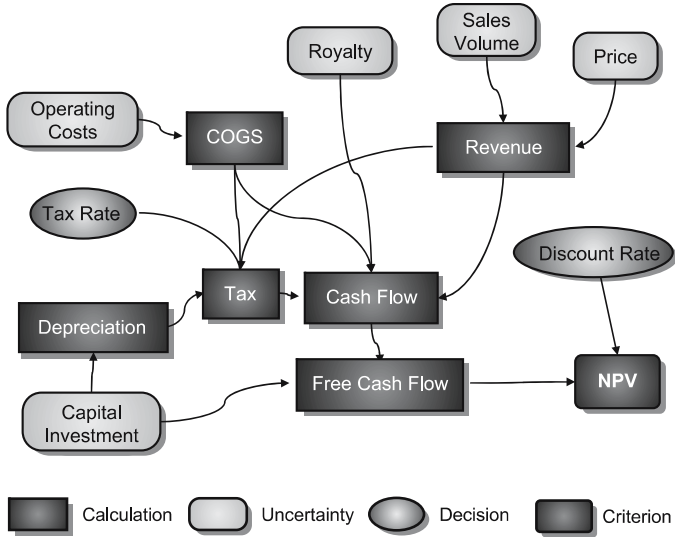 Sales
Volume
Royalty
Price
Operating
Costs
COGS
Revenue
Tax Rate
Discount Rate
Tax
Cash Flow
Depreciation
Free Cash Flow
NPV
Capital
Investment
Calculation
Uncertainty
Decision
Criterion